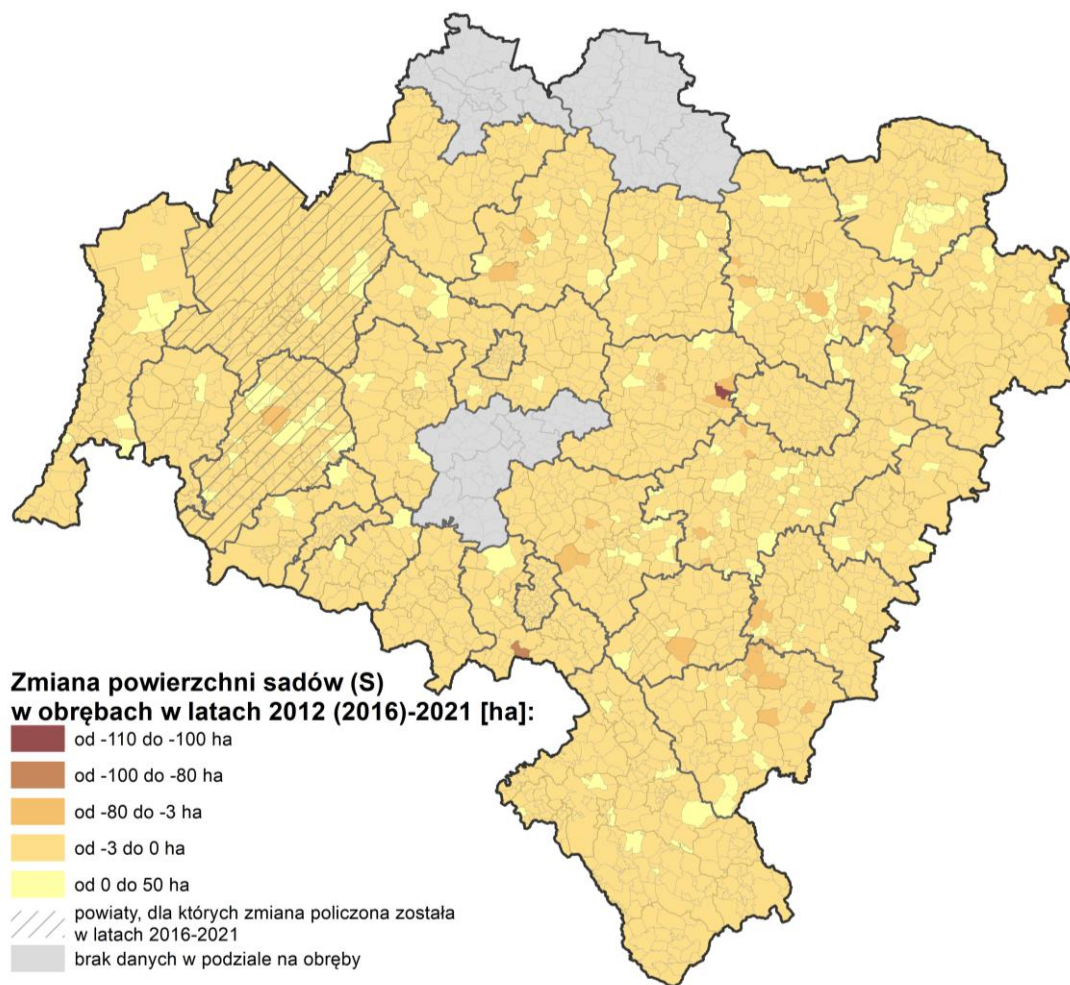 Zmiana powierzchni sadów (S)
w obrębach w latach 2012 (2016)-2021 [ha]:
od -110 do -100 ha
od -100 do -80 ha
od -80 do -3 ha
od -3 do 0 ha
od 0 do 50 ha
powiaty, dla których zmiana policzona została
w latach 2016-2021
brak danych w podziale na obręby